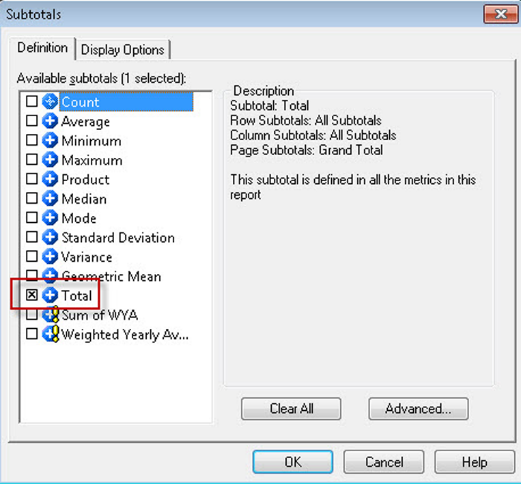 Subtotals
Definition
Display Options
Available subtotals (1 selected):
Count
Average
Minimum
Maximum
Product
Median
Mode
Standard Deviation
Variance
Geometric Mean
Total
Sum of WYA
Weighted Yearly Av...
Description
Subtotal: Total
Row Subtotals: All Subtotals
Column Subtotals: All Subtotals
Page Subtotals: Grand Total
This subtotal is defined in all the metrics in this
report
Clear All
Advanced...
OK
Cancel
Help